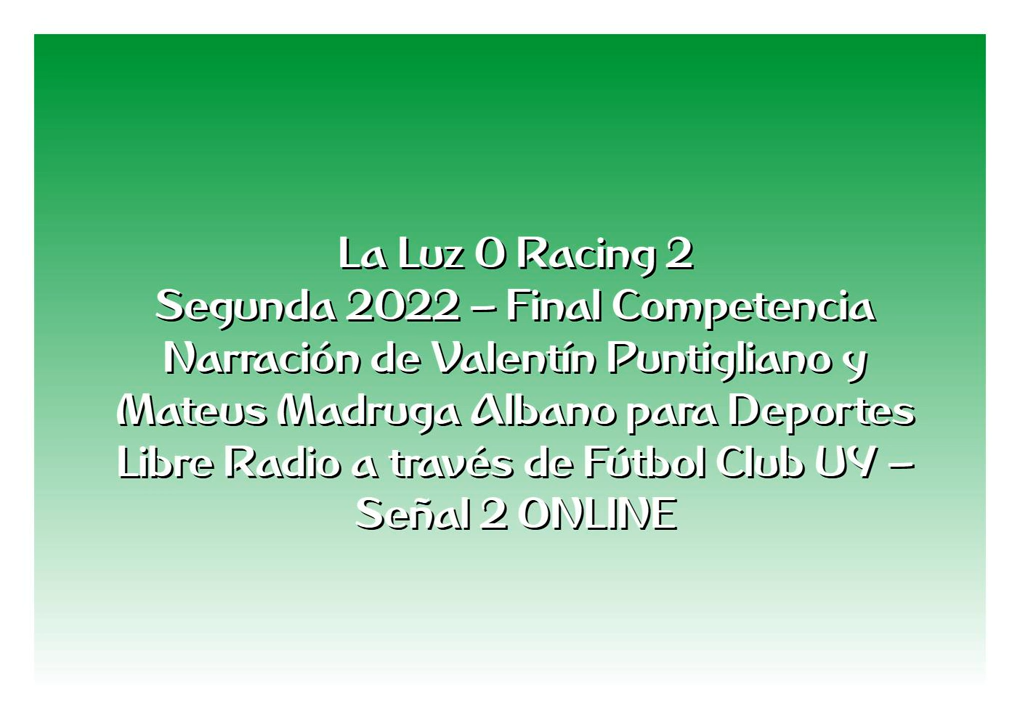 La Luz 0 Racing 2
Segunda 2022 – Final Competencia
Narración de Valentín Puntigliano y
Mateus Madruga Albano para Deportes
Libre Radio a través de Fútbol Club UY –
Señal 2 ONLINE